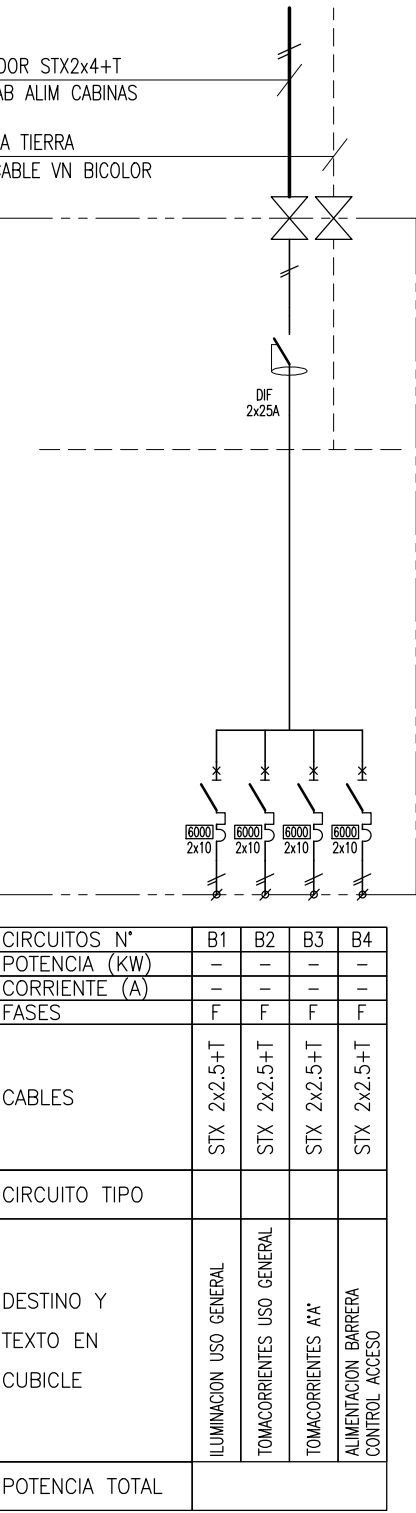 DOR STX2x4+T
AB ALIM CABINAS
A TIERRA
CABLE VN BICOLOR
DIF
2x25A
6000 6000 6000 6000
2x10 2x10 2x10 2x10
CIRCUITOS N° B1 B2 B3 B4
POTENCIA (KW) – – – –
CORRIENTE (A) – – – –
FASES F F F F
CABLES
STX 2x2.5+T
STX 2x2.5+T
STX 2x2.5+T
STX 2x2.5+T
CIRCUITO TIPO
DESTINO Y
TEXTO EN
CUBICLE
ILUMINACION USO GENERAL
TOMACORRIENTES USO GENERAL
TOMACORRIENTES A°A°
ALIMENTACION BARRERA
CONTROL ACCESO
POTENCIA TOTAL